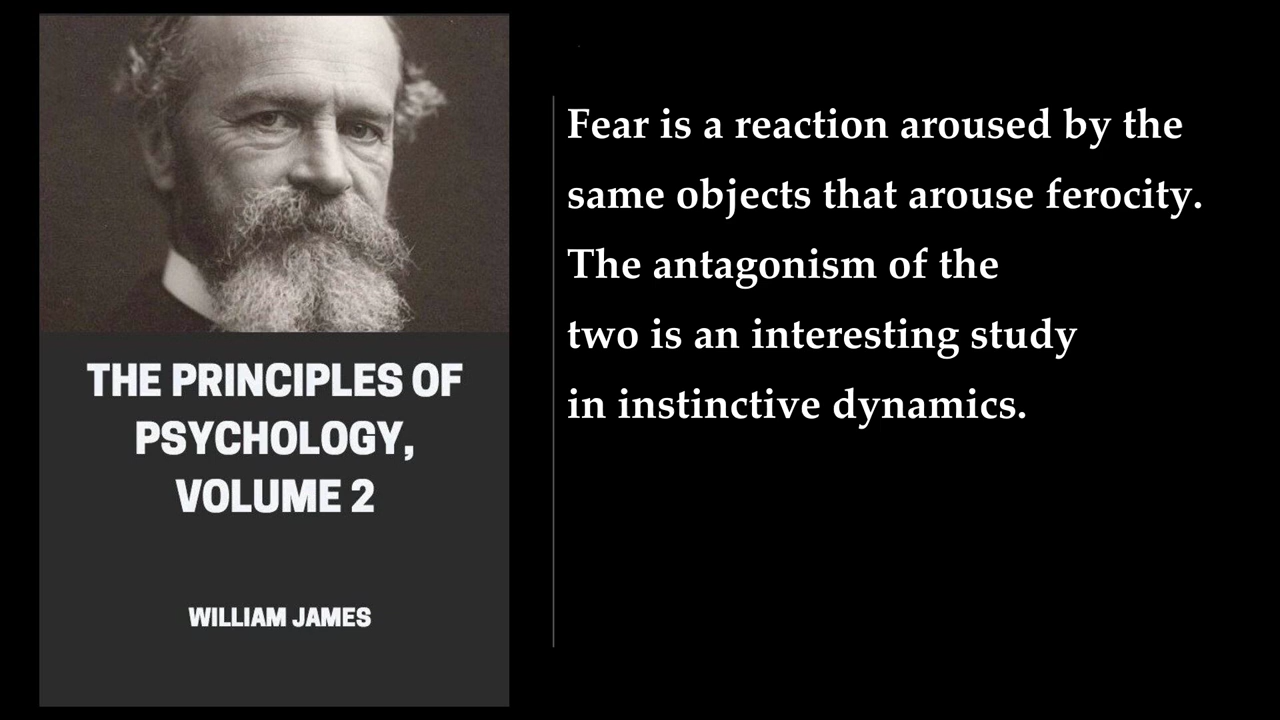 THE PRINCIPLES OF
PSYCHOLOGY,
VOLUME 2
WILLIAM JAMES
Fear is a reaction aroused by the
same objects that arouse ferocity.
The antagonism of the
two is an interesting study
in instinctive dynamics.